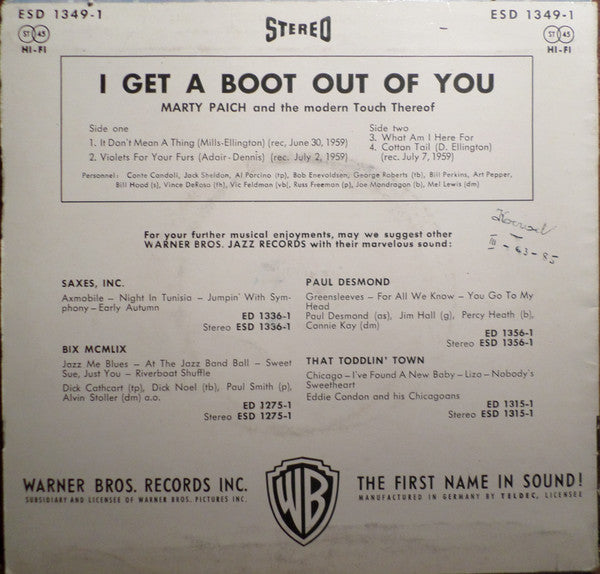 ESD 1349-1 STEREO ESD 1349-1
ST 45 ST 45
HI-FI HI-FI
I GET A BOOT OUT OF YOU
MARTY PAICH and the modern Touch Thereof
Side one
1. It Don't Mean A Thing (Mills-Ellington) (rec. June 30, 1959)
2. Violets For Your Furs (Adair-Dennis) (rec. July 2, 1959)
Side two
3. What Am I Here For
4. Cottan Tail (D. Ellington)
(rec. July 7, 1959)
Personnel: Conte Candoli, Jack Sheldon, Al Porcino (tp), Bob Enevoldsen, George Roberts (tb), Bill Perkins, Art Pepper,
Bill Hood (s), Vince DeRosa (fh), Vic Feldman (vb), Russ Freeman (p), Joe Mondragon (b), Mel Lewis (dm)
For your further musical enjoyments, may we suggest other
WARNER BROS. JAZZ RECORDS with their marvelous sound:
SAXES, INC.
Axmobile – Night In Tunisia – Jumpin' With Sym-
phony – Early Autumn
ED 1336-1
Stereo ESD 1336-1
BIX MCMLIX
Jazz Me Blues – At The Jazz Band Ball – Sweet
Sue, Just You – Riverboat Shuffle
Dick Cathcart (tp), Dick Noel (tb), Paul Smith (p),
Alvin Stoller (dm) a.o.
ED 1275-1
Stereo ESD 1275-1
PAUL DESMOND
Greensleeves – For All We Know – You Go To My
Head
Paul Desmond (as), Jim Hall (g), Percy Heath (b),
Connie Kay (dm)
ED 1356-1
Stereo ESD 1356-1
THAT TODDLIN' TOWN
Chicago – I've Found A New Baby – Liza – Nobody's
Sweetheart
Eddie Condon and his Chicagoans
ED 1315-1
Stereo ESD 1315-1
WARNER BROS. RECORDS INC.
SUBSIDIARY AND LICENSEE OF WARNER BROS. PICTURES INC.
WB
THE FIRST NAME IN SOUND!
MANUFACTURED IN GERMANY BY TELDEC, LICENSEE